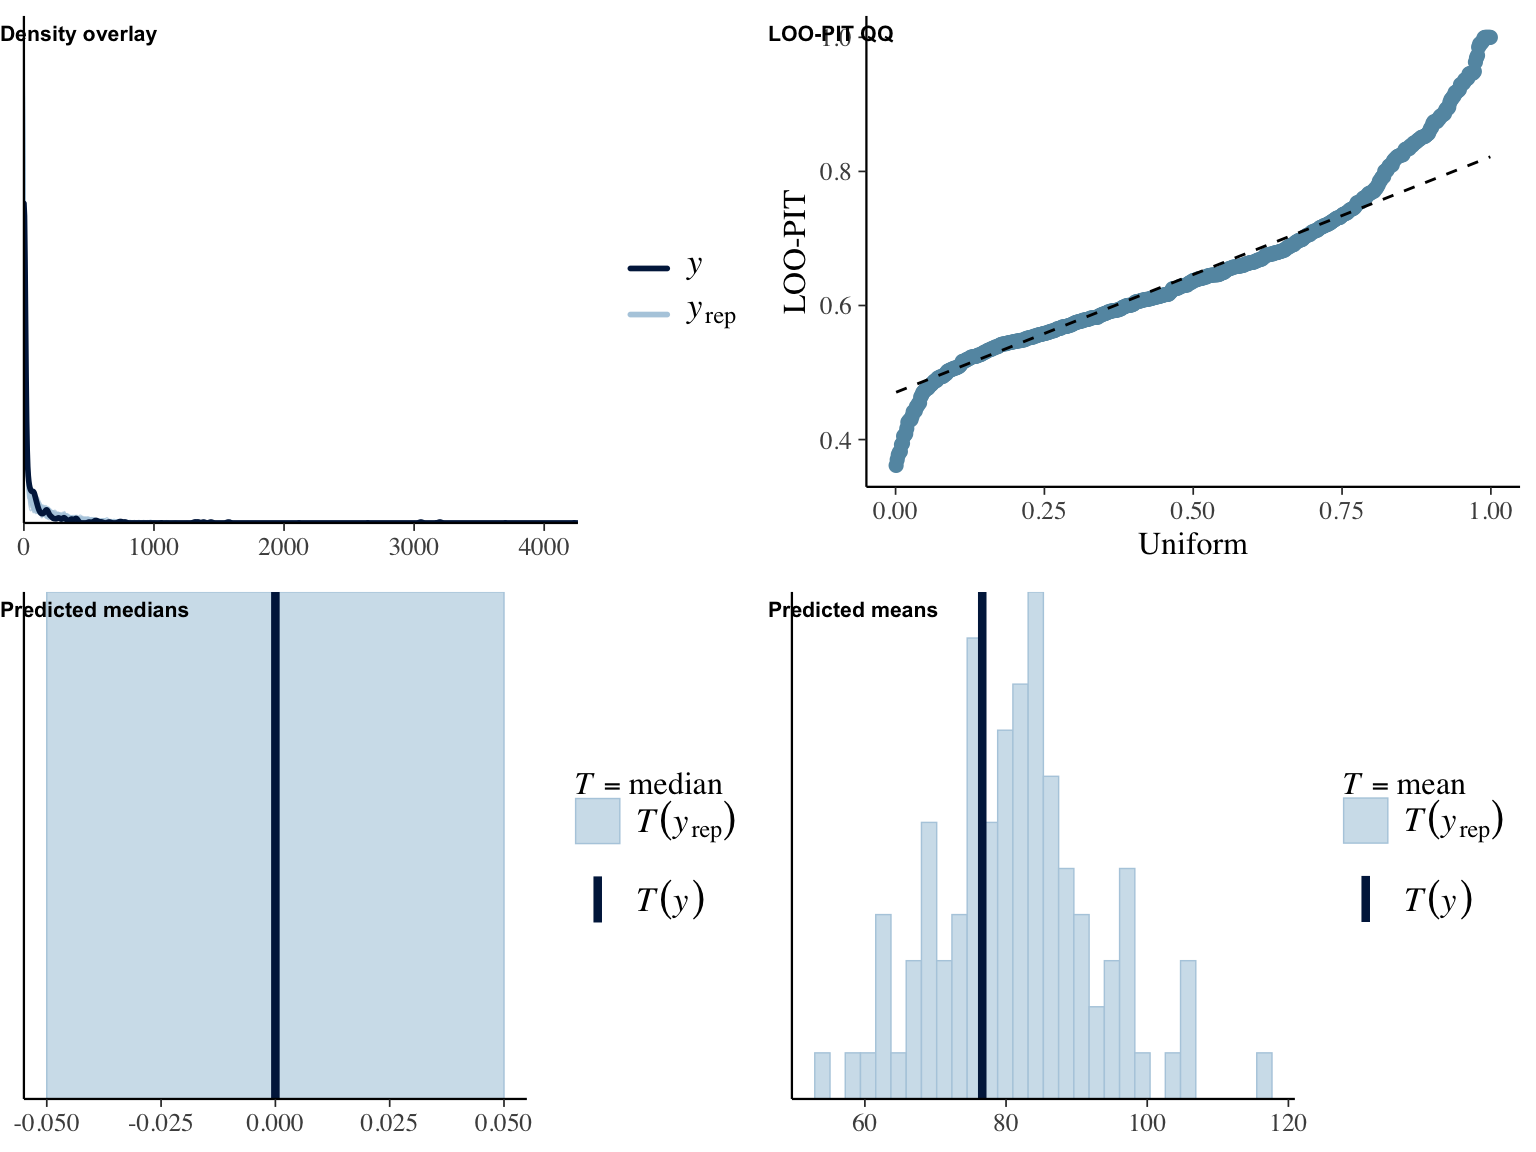 Density overlay
y
y rep
0 1000 2000 3000 4000
LOO-PIT QQ
1.0
0.8
0.6
0.4
LOO-PIT
0.00 0.25 0.50 0.75 1.00
Uniform
Predicted medians
T = median
T(y rep)
T(y)
-0.050 -0.025 0.000 0.025 0.050
Predicted means
T = mean
T(y rep)
T(y)
60 80 100 120